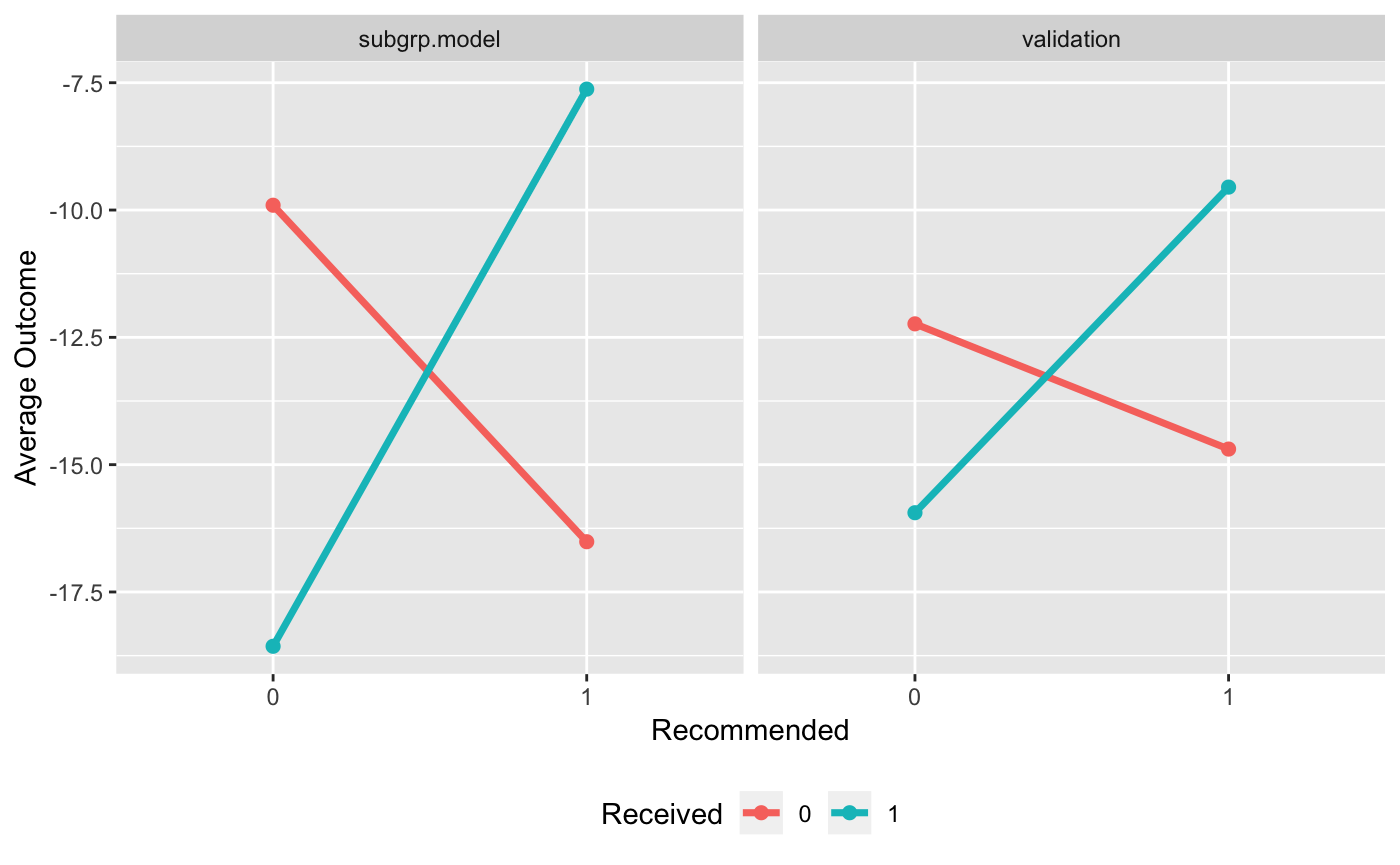 subgrp.model validation
-7.5
-10.0
-12.5
-15.0
-17.5
Average Outcome
0 1 0 1
Recommended
Received 0 1